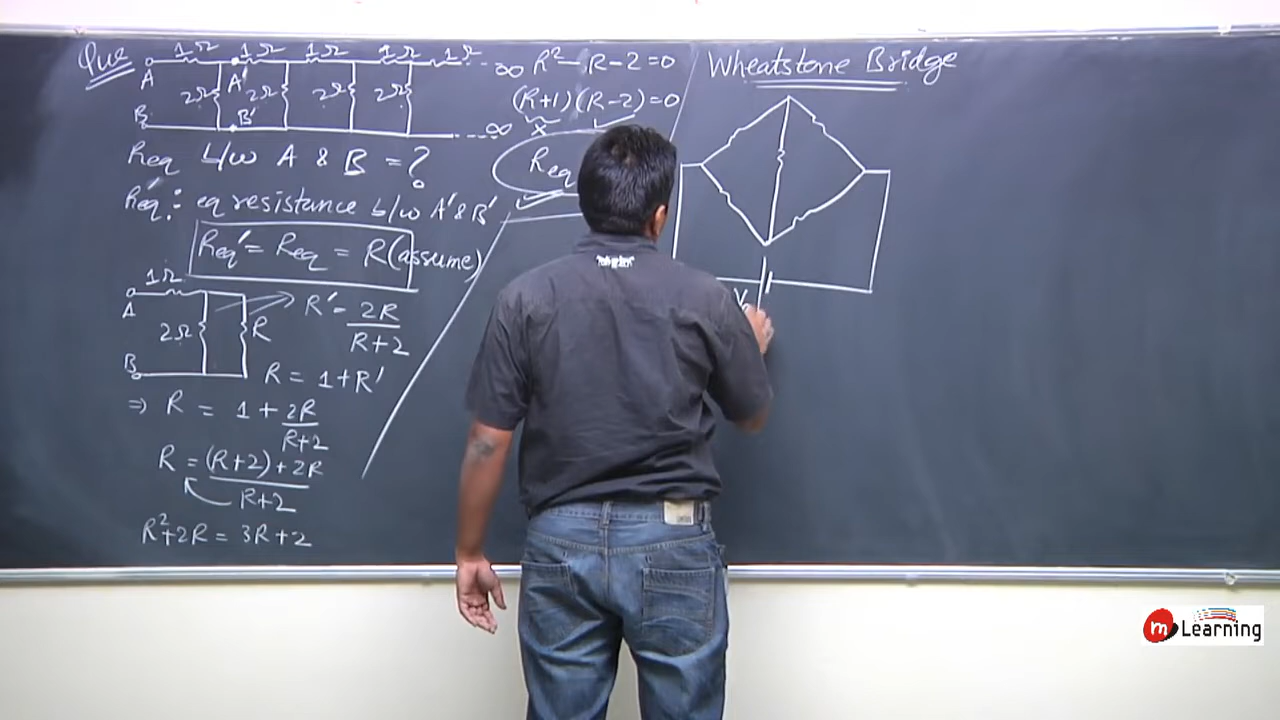 Que
1Ω 1Ω 1Ω 1Ω 1Ω
A A' ∞
2Ω 2Ω 2Ω 2Ω
B B' ∞
Req b/w A & B = ?
Req': eq resistance b/w A' & B'
Req' = Req = R (assume)
1Ω
A
2Ω R
B
R' = 2R / R+2
R = 1 + R'
⇒ R = 1 + 2R / R+2
R = (R+2) + 2R / R+2
R² + 2R = 3R + 2
R² - R - 2 = 0
(R+1) (R-2) = 0
x ✓
Req
Wheatstone Bridge
m Learning